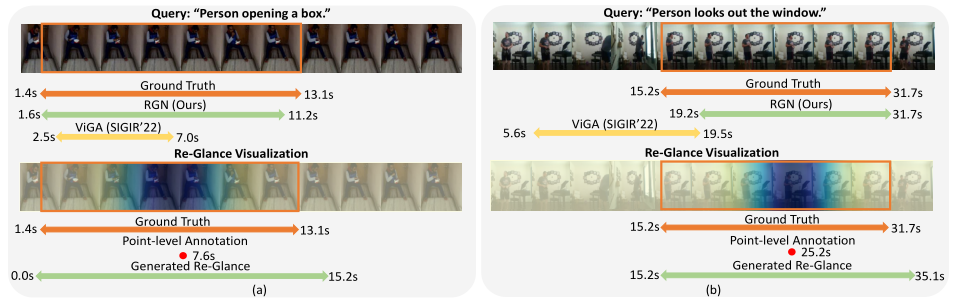 Query: “Person opening a box.”
Ground Truth
1.4s 13.1s
RGN (Ours)
1.6s 11.2s
ViGA (SIGIR’22)
2.5s 7.0s
Re-Glance Visualization
Ground Truth
1.4s 13.1s
Point-level Annotation
7.6s
Generated Re-Glance
0.0s 15.2s
(a)
Query: “Person looks out the window.”
Ground Truth
15.2s 31.7s
RGN (Ours)
19.2s 31.7s
ViGA (SIGIR’22)
5.6s 19.5s
Re-Glance Visualization
Ground Truth
15.2s 31.7s
Point-level Annotation
25.2s
Generated Re-Glance
15.2s 35.1s
(b)